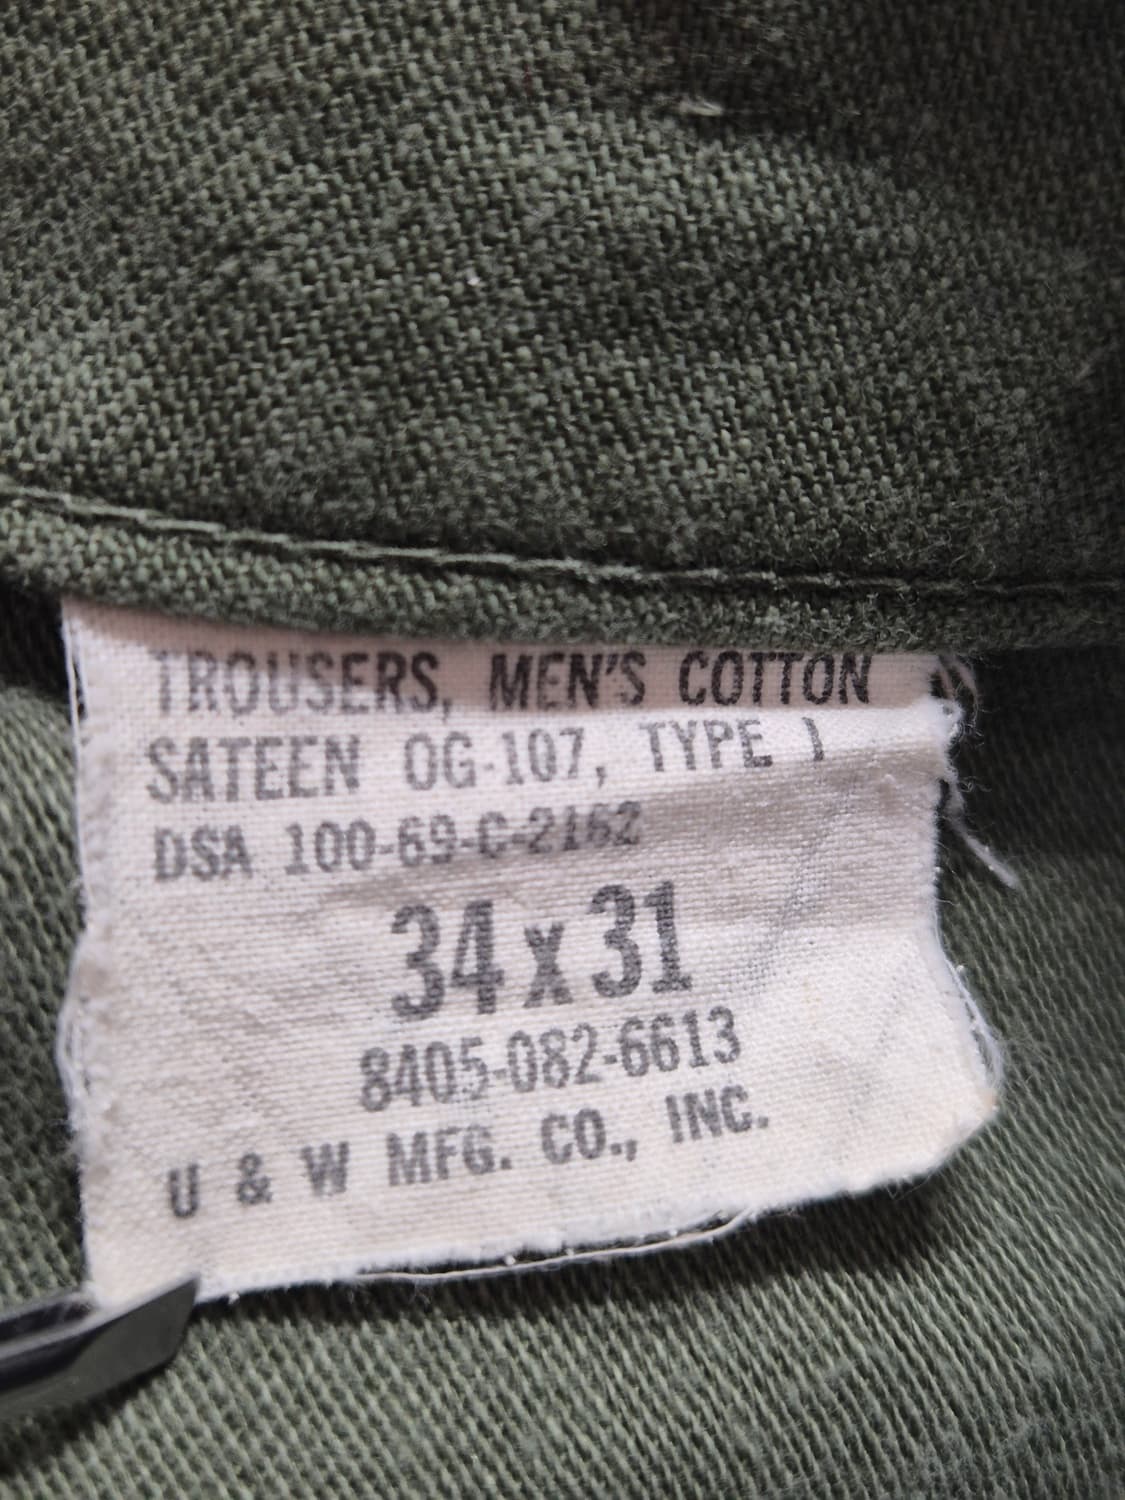 TROUSERS, MEN'S COTTON
SATEEN OG-107, TYPE I
DSA 100-69-C-2162
34 x 31
8405-082-6613
U & W MFG. CO., INC.